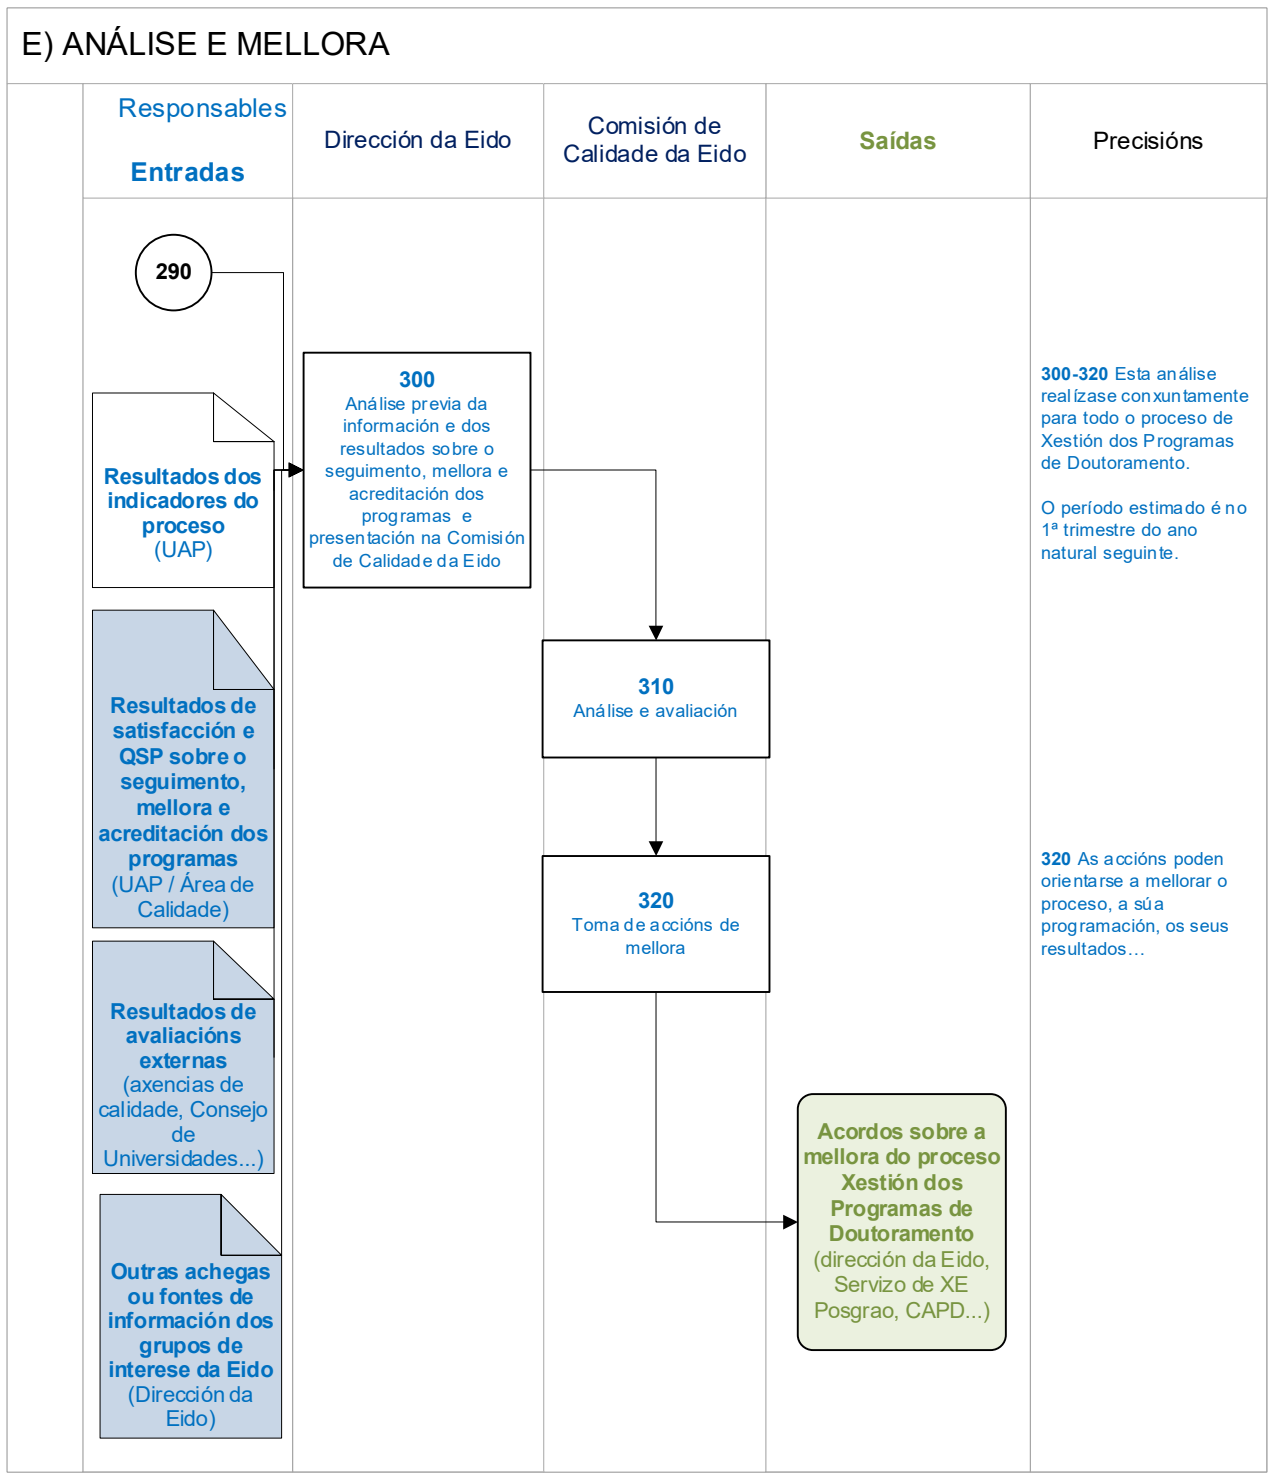 E) ANÁLISE E MELLORA
Responsables
Entradas
Dirección da Eido
Comisión de
Calidade da Eido
Saídas
Precisións
290
300
Análise previa da
información e dos
resultados sobre o
seguimento, mellora e
acreditación dos
programas e
presentación na Comisión
de Calidade da Eido
300-320 Esta análise
realízase conxuntamente
para todo o proceso de
Xestión dos Programas
de Doutoramento.
O período estimado é no
1ª trimestre do ano
natural seguinte.
Resultados dos
indicadores do
proceso
(UAP)
310
Análise e avaliación
Resultados de
satisfacción e
QSP sobre o
seguimento,
mellora e
acreditación dos
programas
(UAP / Área de
Calidade)
320
Toma de accións de
mellora
320 As accións poden
orientarse a mellorar o
proceso, a súa
programación, os seus
resultados…
Resultados de
avaliacións
externas
(axencias de
calidade, Consejo
de
Universidades...)
Acordos sobre a
mellora do proceso
Xestión dos
Programas de
Doutoramento
(dirección da Eido,
Servizo de XE
Posgrao, CAPD...)
Outras achegas
ou fontes de
información dos
grupos de
interese da Eido
(Dirección da
Eido)